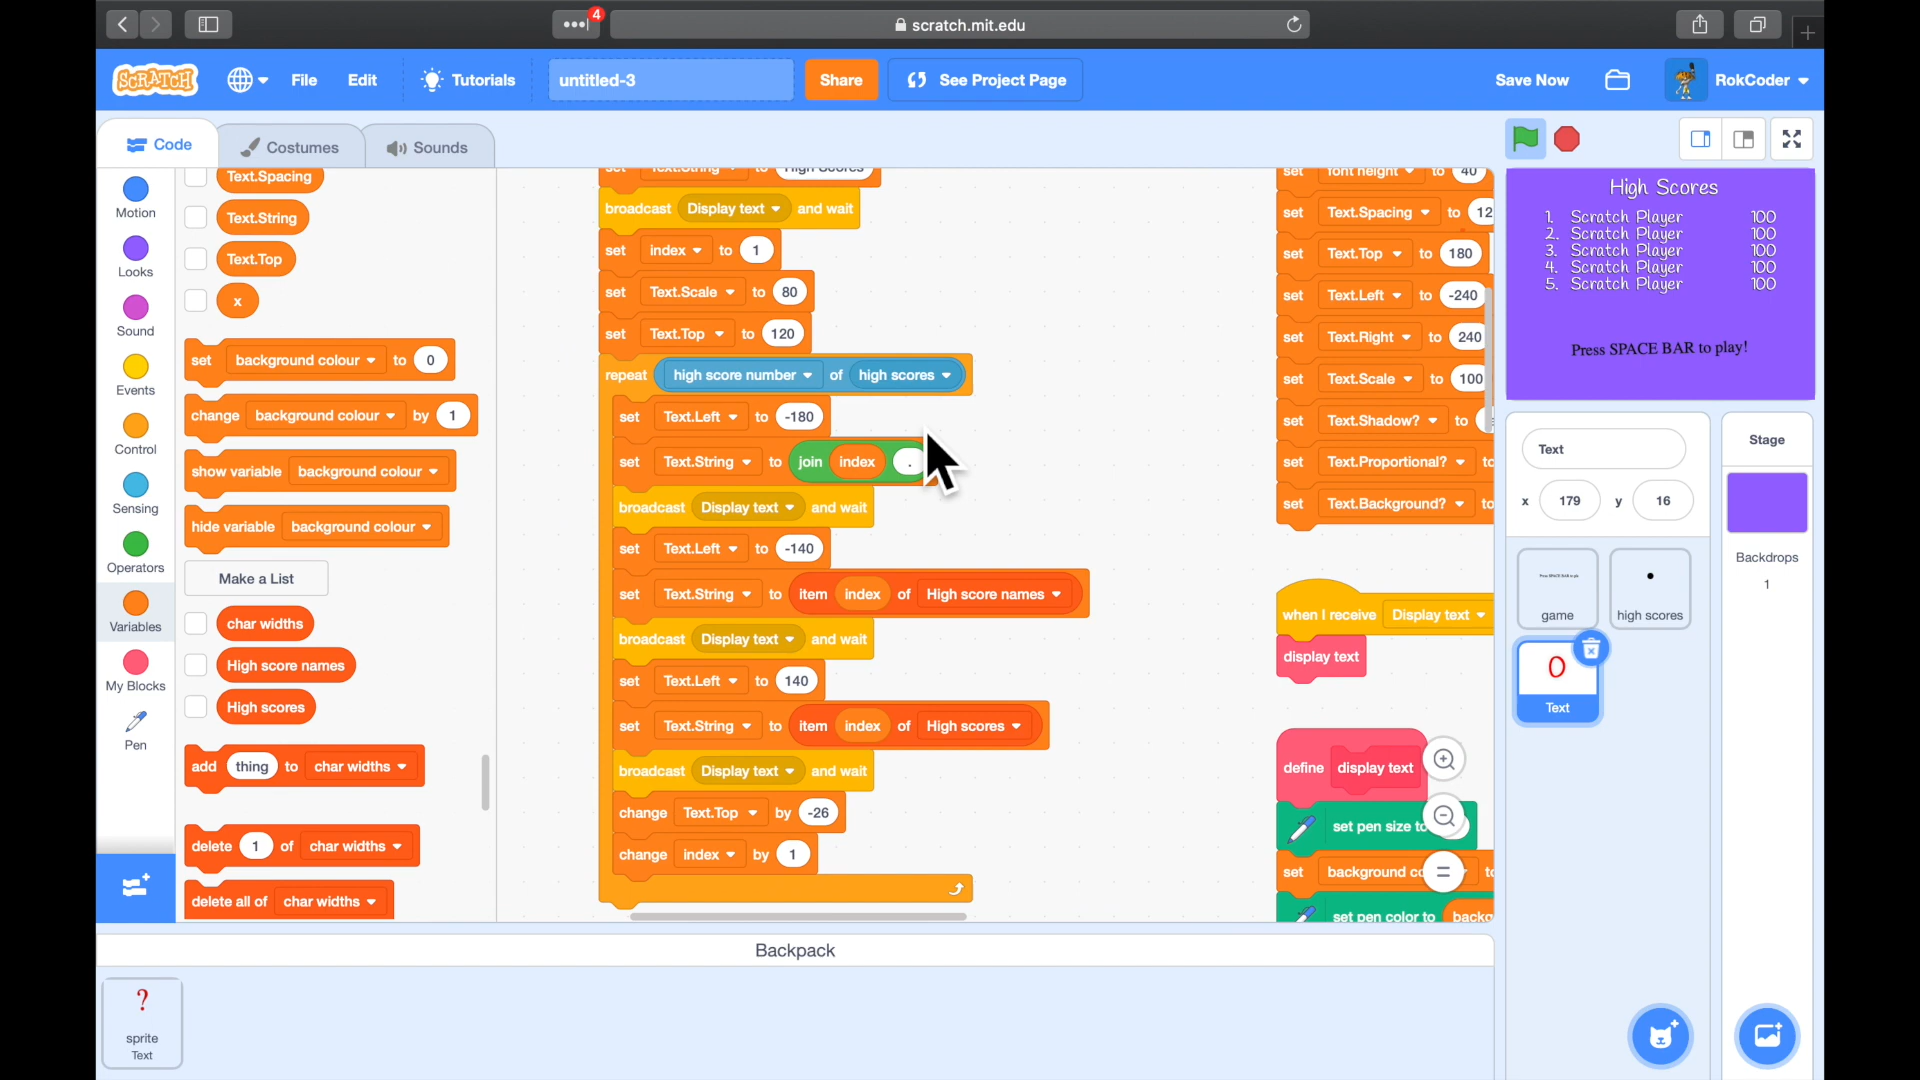 4
scratch.mit.edu
SCRATCH
File
Edit
Tutorials
untitled-3
Share
See Project Page
Save Now
RokCoder
Code
Costumes
Sounds
Motion
Looks
Sound
Events
Control
Sensing
Operators
Variables
My Blocks
Pen
Text.Spacing
Text.String
Text.Top
x
set background colour to 0
change background colour by 1
show variable background colour
hide variable background colour
Make a List
char widths
High score names
High scores
add thing to char widths
delete 1 of char widths
delete all of char widths
set Text.String to High Scores
broadcast Display text and wait
set index to 1
set Text.Scale to 80
set Text.Top to 120
repeat high score number of high scores
set Text.Left to -180
set Text.String to join index .
broadcast Display text and wait
set Text.Left to -140
set Text.String to item index of High score names
broadcast Display text and wait
set Text.Left to 140
set Text.String to item index of High scores
broadcast Display text and wait
change Text.Top by -26
change index by 1
set font height to 40
set Text.Spacing to 12
set Text.Top to 180
set Text.Left to -240
set Text.Right to 240
set Text.Scale to 100
set Text.Shadow? to
set Text.Proportional? to
set Text.Background? to
when I receive Display text
display text
define display text
set pen size to
set background co
set pen color to backg
High Scores
1. Scratch Player 100
2. Scratch Player 100
3. Scratch Player 100
4. Scratch Player 100
5. Scratch Player 100
Press SPACE BAR to play!
Text
x 179 y 16
game
high scores
0
Text
Stage
Backdrops
1
Backpack
?
sprite
Text